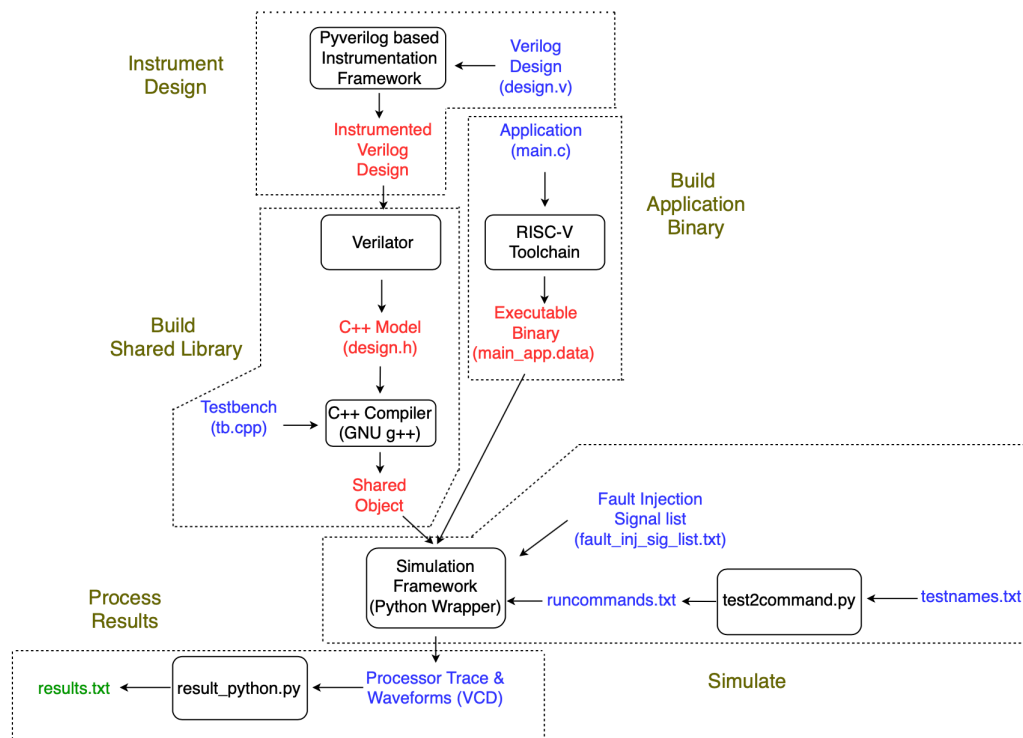 Instrument
Design
Pyverilog based
Instrumentation
Framework
Verilog
Design
(design.v)
Instrumented
Verilog
Design
Application
(main.c)
Build
Application
Binary
Verilator
RISC-V
Toolchain
Build
Shared Library
C++ Model
(design.h)
Executable
Binary
(main_app.data)
Testbench
(tb.cpp)
C++ Compiler
(GNU g++)
Shared
Object
Fault Injection
Signal list
(fault_inj_sig_list.txt)
Simulation
Framework
(Python Wrapper)
runcommands.txt
test2command.py
testnames.txt
Process
Results
results.txt
result_python.py
Processor Trace &
Waveforms (VCD)
Simulate